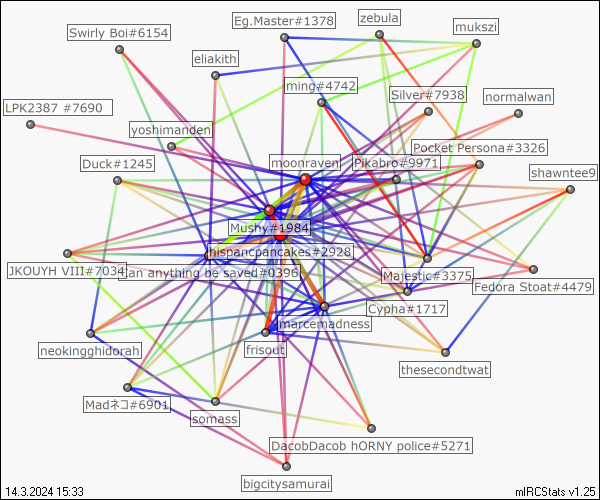 Eg.Master#1378
zebula
Swirly Boi#6154
mukszi
eliakith
ming#4742
Silver#7938
normalwan
LPK2387 #7690
yoshimanden
Pocket Persona#3326
Duck#1245
moonraven
Pikabro#9971
shawntee9
Mushy#1984
hispancpancakes#2928
JKOUYH VIII#7034
can anything be saved#0396
Majestic#3375
Fedora Stoat#4479
Cypha#1717
marcemadness
neokingghidorah
frisout
thesecondtwat
Madネコ#6901
somass
DacobDacob hORNY police#5271
bigcitysamurai
14.3.2024 15:33
mIRCStats v1.25